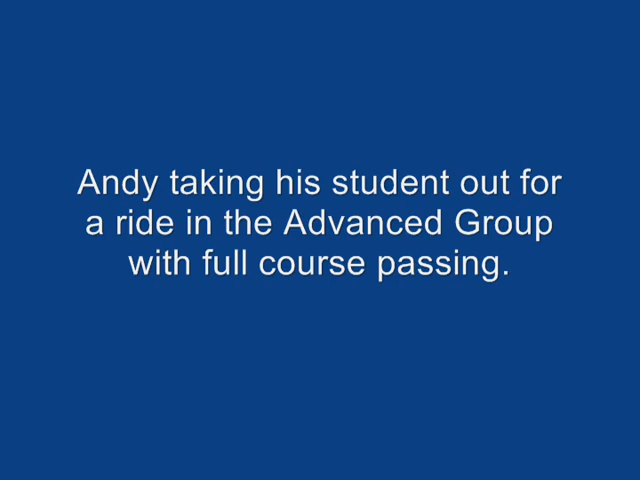 Andy taking his student out for
a ride in the Advanced Group
with full course passing.